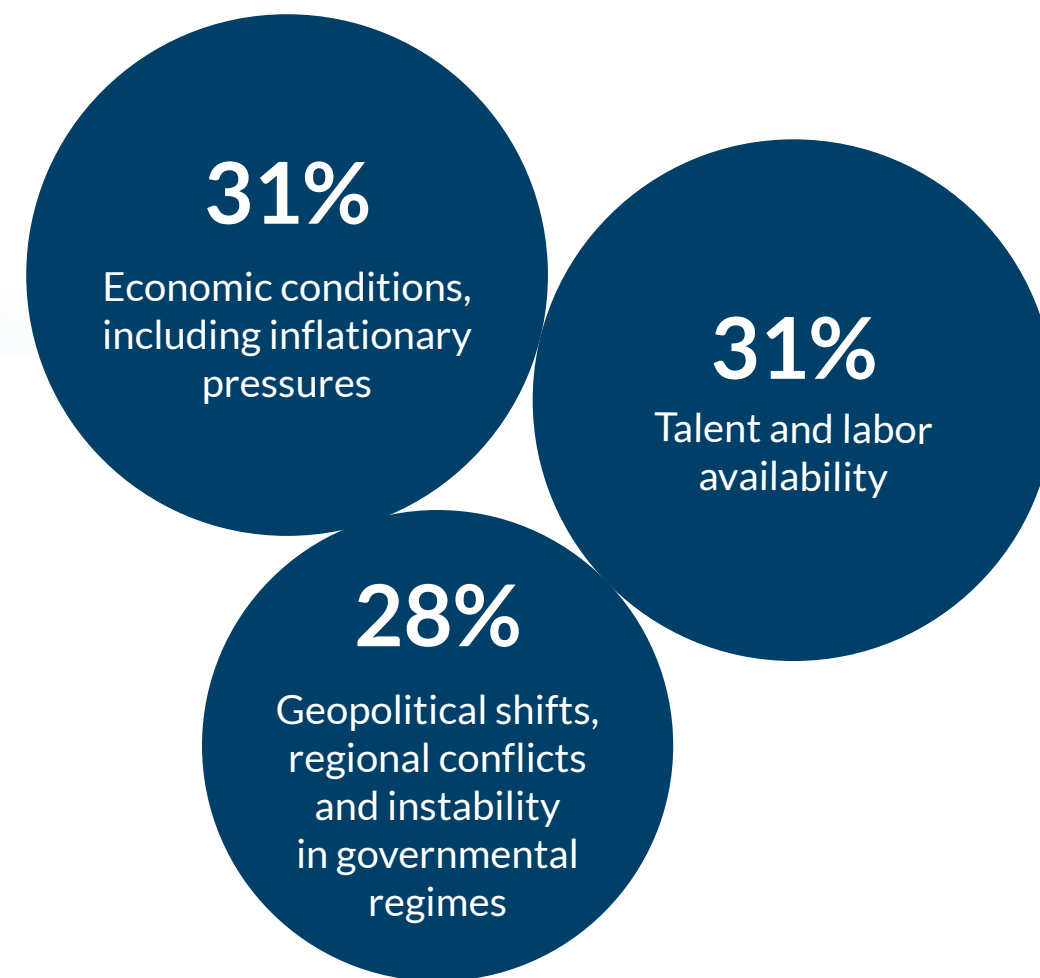 31%
Economic conditions,
including inflationary
pressures
31%
Talent and labor
availability
28%
Geopolitical shifts,
regional conflicts
and instability
in governmental
regimes